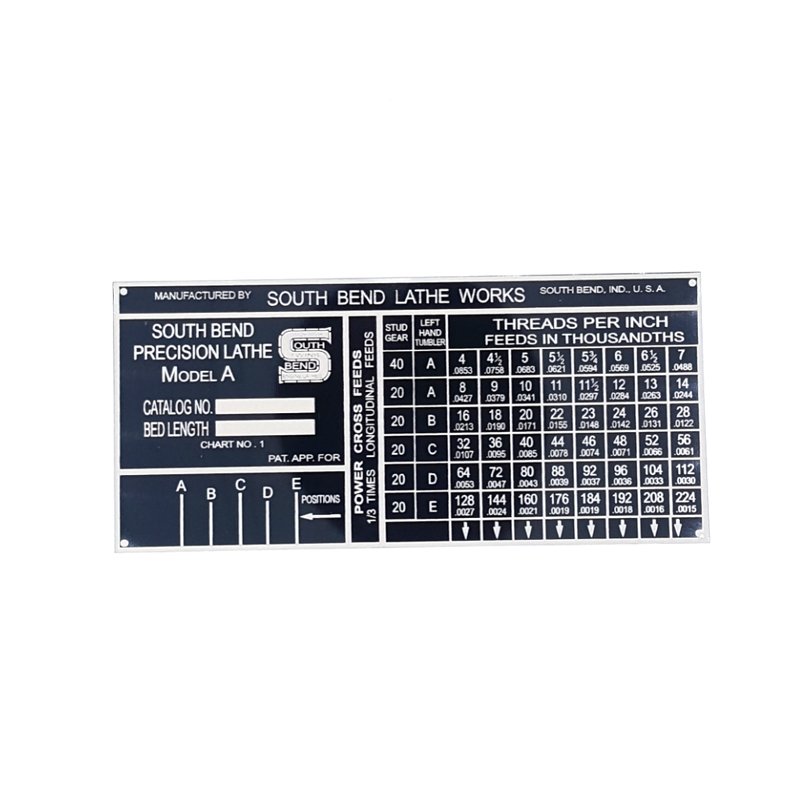 MANUFACTURED BY SOUTH BEND LATHE WORKS SOUTH BEND, IND., U. S. A.
SOUTH BEND
PRECISION LATHE
MODEL A
SOUTH
BEND
CATALOG NO.
BED LENGTH
CHART NO. 1
PAT. APP. FOR
A B C D E
POSITIONS
POWER CROSS FEEDS
1/3 TIMES LONGITUDINAL FEEDS
STUD GEAR LEFT HAND TUMBLER THREADS PER INCH
FEEDS IN THOUSANDTHS
40 A 4 4½ 5 5½ 5¾ 6 6½ 7
.0853 .0758 .0683 .0621 .0594 .0569 .0525 .0488
20 A 8 9 10 11 11½ 12 13 14
.0427 .0379 .0341 .0310 .0297 .0284 .0263 .0244
20 B 16 18 20 22 23 24 26 28
.0213 .0190 .0171 .0155 .0148 .0142 .0131 .0122
20 C 32 36 40 44 46 48 52 56
.0107 .0095 .0085 .0078 .0074 .0071 .0066 .0061
20 D 64 72 80 88 92 96 104 112
.0053 .0047 .0043 .0039 .0037 .0036 .0033 .0030
20 E 128 144 160 176 184 192 208 224
.0027 .0024 .0021 .0019 .0019 .0018 .0016 .0015